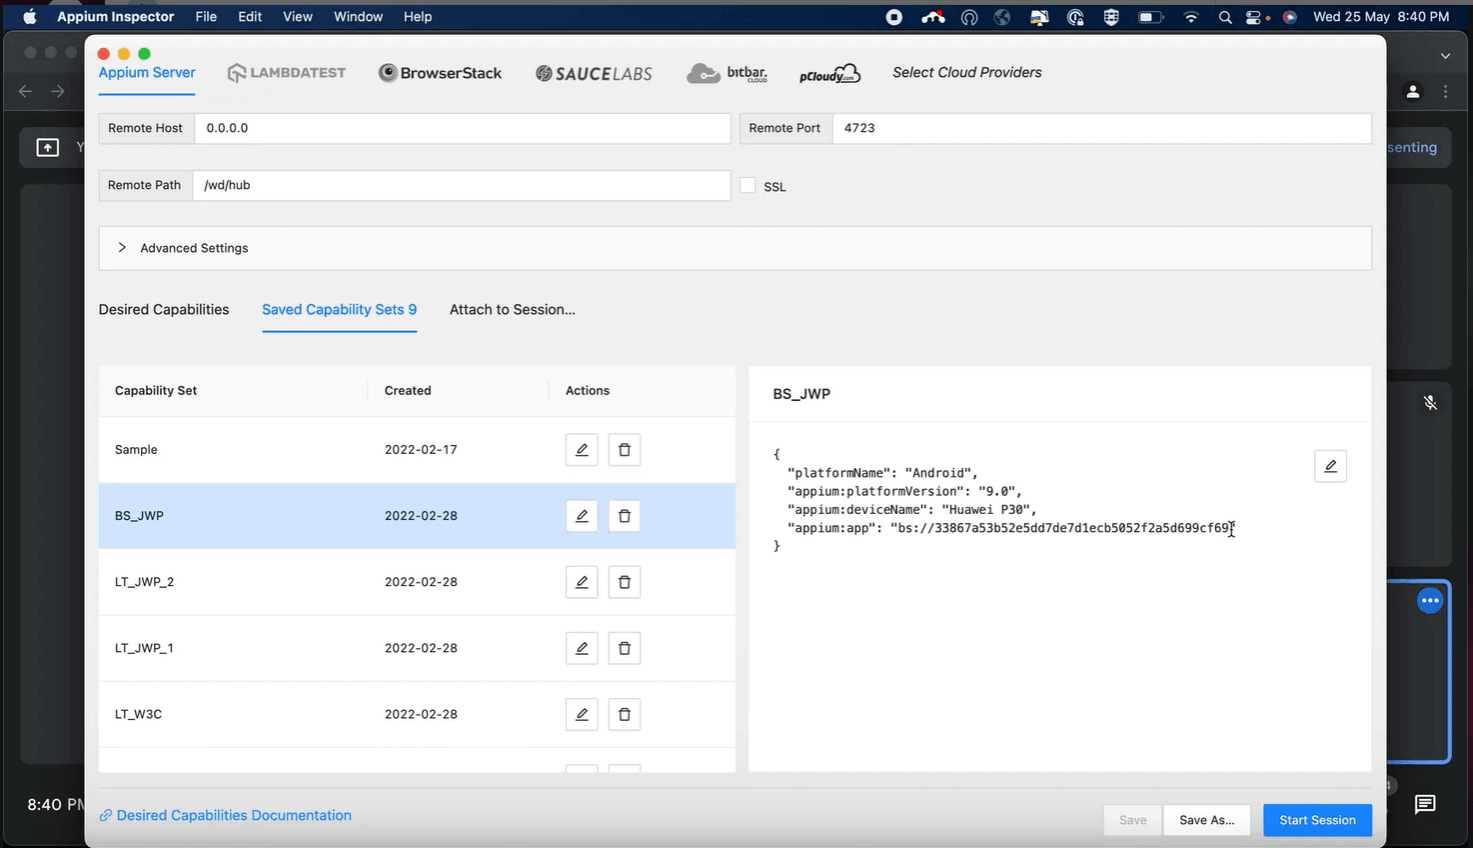 Appium Inspector File Edit View Window Help Wed 25 May 8:40 PM
Appium Server LAMBDATEST BrowserStack SAUCELABS bitbar. CLOUD pCloudy.com Select Cloud Providers
Remote Host 0.0.0.0 Remote Port 4723
senting
Remote Path /wd/hub SSL
Advanced Settings
Desired Capabilities Saved Capability Sets 9 Attach to Session...
Capability Set Created Actions
BS_JWP
Sample 2022-02-17
BS_JWP 2022-02-28
LT_JWP_2 2022-02-28
LT_JWP_1 2022-02-28
LT_W3C 2022-02-28
{
"platformName": "Android",
"appium:platformVersion": "9.0",
"appium:deviceName": "Huawei P30",
"appium:app": "bs://33867a53b52e5dd7de7d1ecb5052f2a5d699cf69"
}
8:40 PM
Desired Capabilities Documentation
Save Save As... Start Session